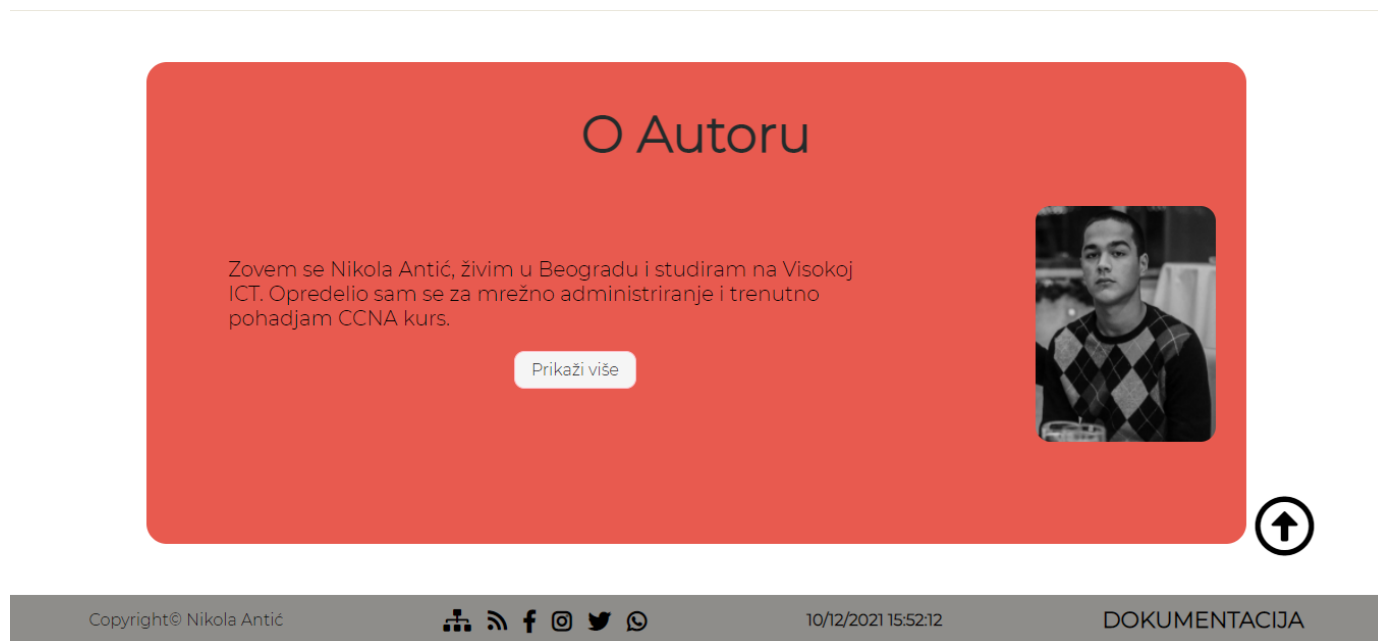 O Autoru
Zovem se Nikola Antić, živim u Beogradu i studiram na Visokoj
ICT. Opredelio sam se za mrežno administriranje i trenutno
pohadjam CCNA kurs.
Prikaži više
Copyright© Nikola Antić
10/12/2021 15:52:12
DOKUMENTACIJA